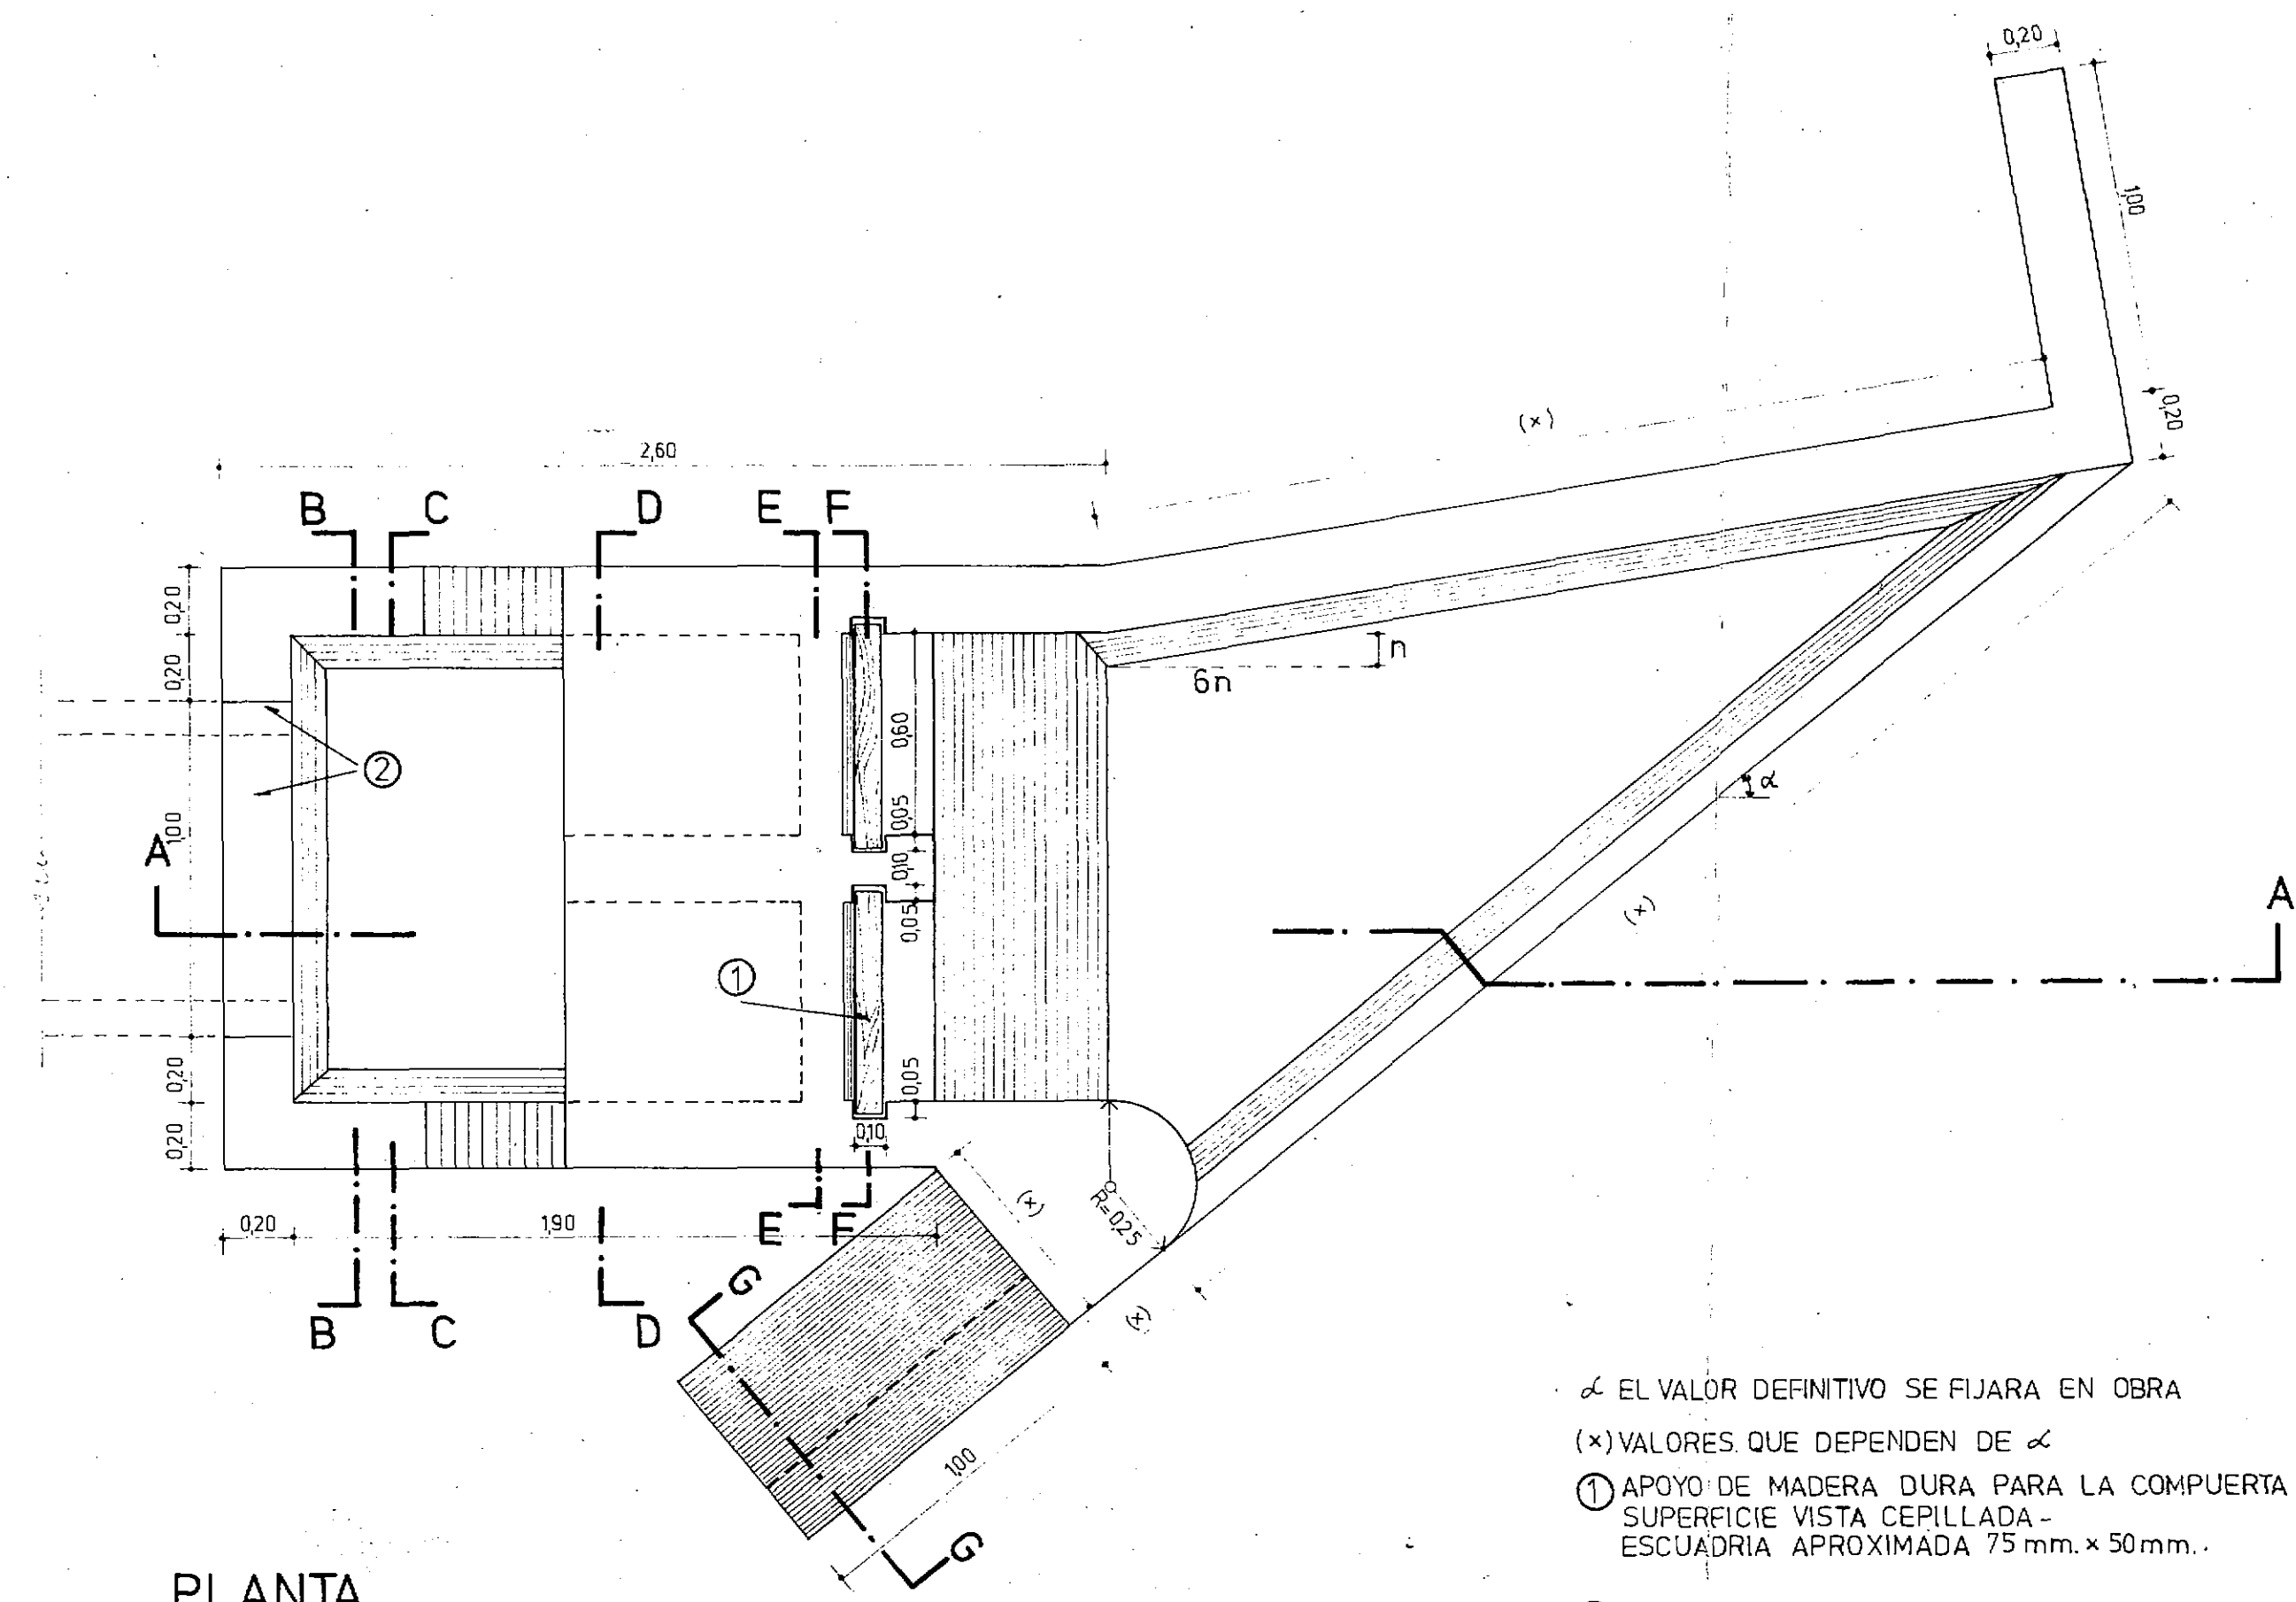 0,20
1,00
0,20
(x)
2,60
B C D E F
0,20
0,20
n
6n
0,60
②
0,05
α
1,00
A
0,10
A
(x)
0,05
①
0,05
0,20
0,20
0,10
(x)
R=0,25
0,20
1,90
E F
G
B C D
(x)
α EL VALOR DEFINITIVO SE FIJARA EN OBRA
(x) VALORES QUE DEPENDEN DE α
① APOYO DE MADERA DURA PARA LA COMPUERTA
SUPERFICIE VISTA CEPILLADA -
ESCUADRIA APROXIMADA 75 mm. x 50 mm.
1,00
G
PLANTA